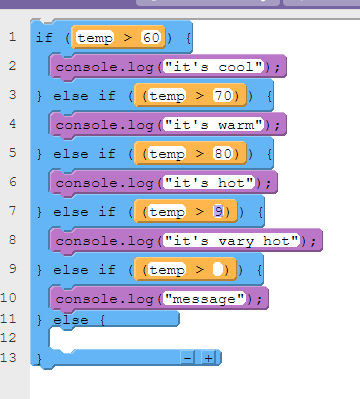 1 if (temp > 60) {
2 console.log("it's cool");
3 } else if ((temp > 70)) {
4 console.log("it's warm");
5 } else if ((temp > 80)) {
6 console.log("it's hot");
7 } else if ((temp > 9)) {
8 console.log("it's vary hot");
9 } else if ((temp > )) {
10 console.log("message");
11 } else {
12
13 } - +